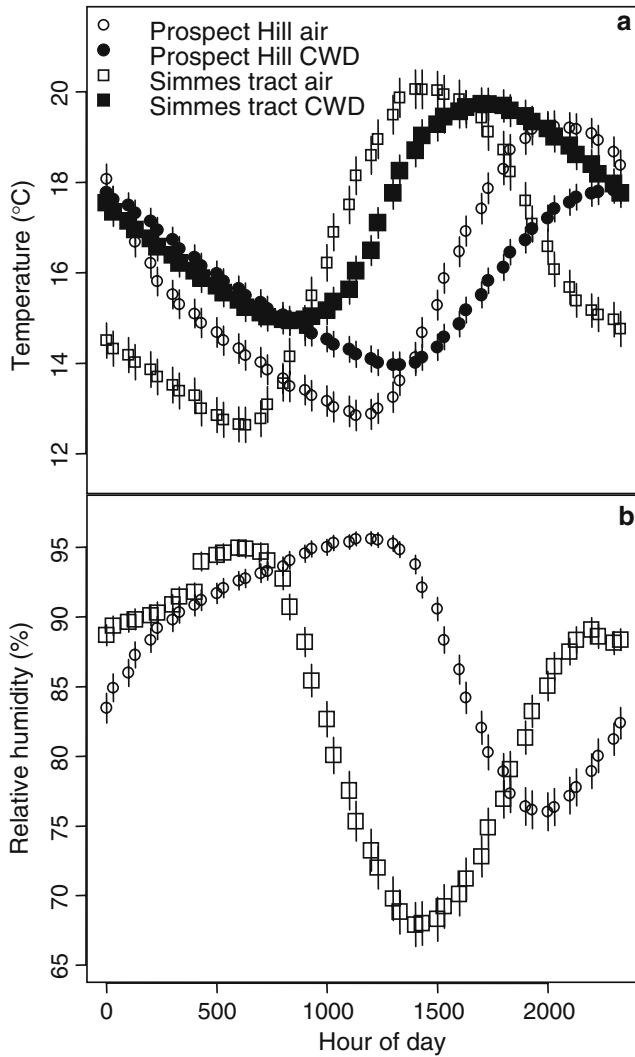 a
Prospect Hill air
Prospect Hill CWD
Simmes tract air
Simmes tract CWD
20
18
16
14
12
Temperature (°C)
b
95
90
85
80
75
70
65
Relative humidity (%)
0 500 1000 1500 2000
Hour of day